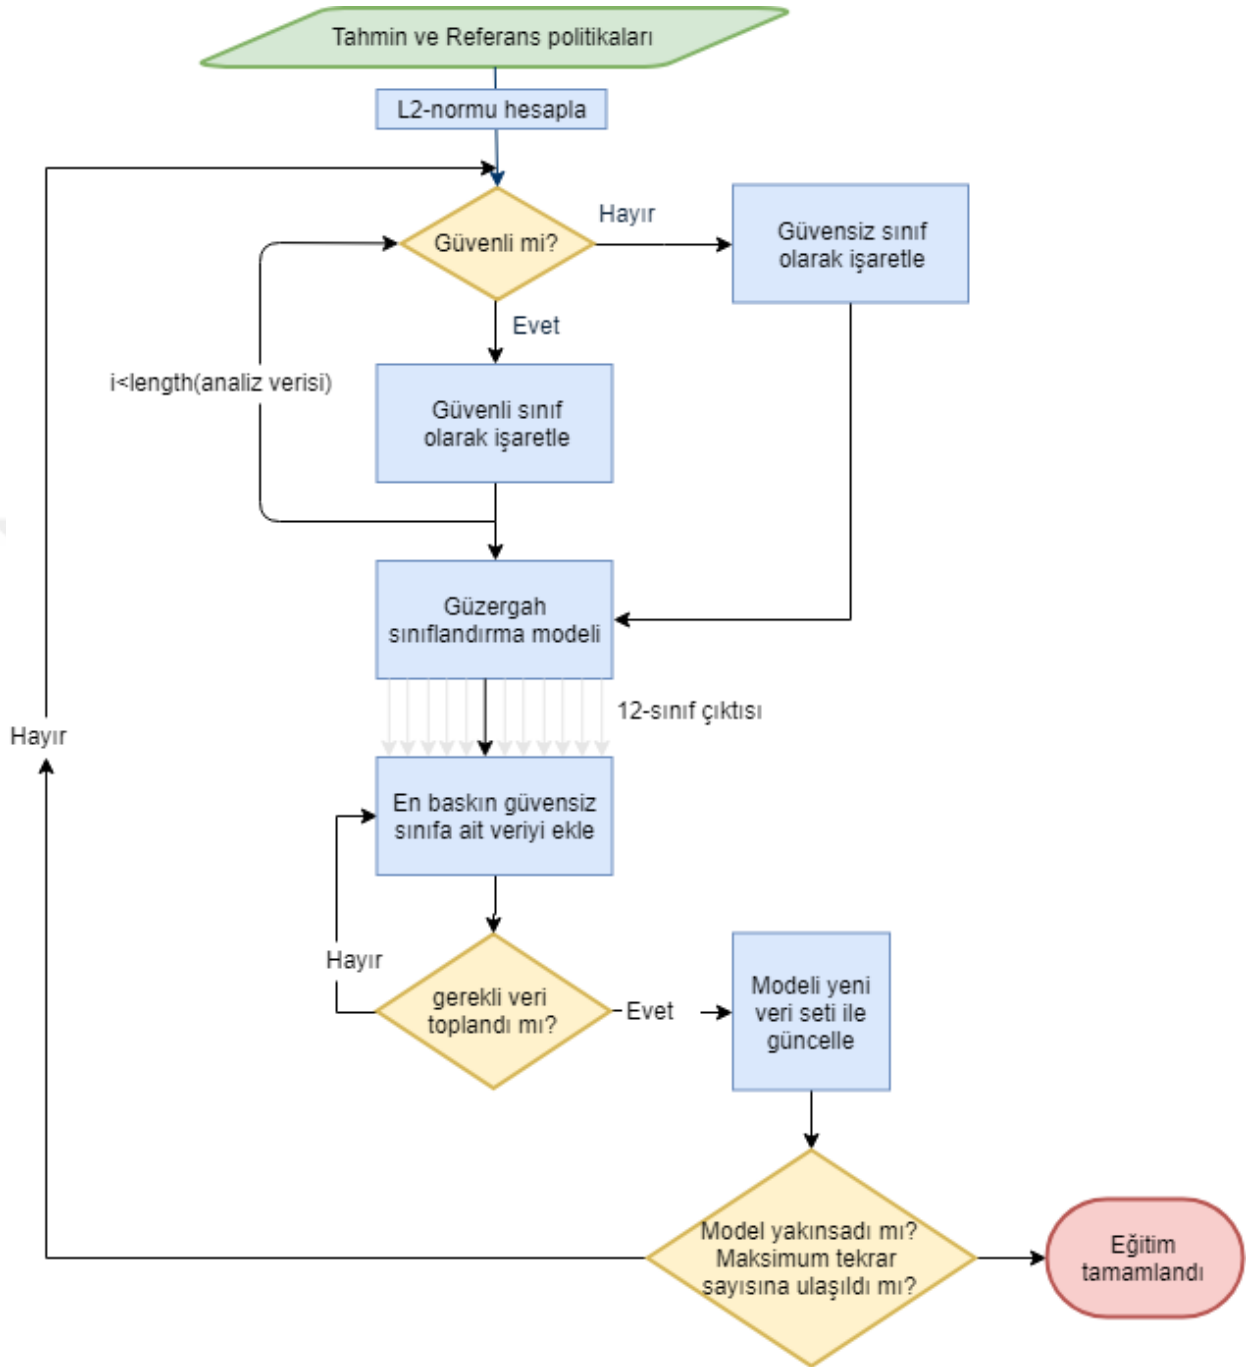 Tahmin ve Referans politikaları
L2-normu hesapla
Güvenli mi?
Hayır
Güvensiz sınıf
olarak işaretle
Evet
i<length(analiz verisi)
Güvenli sınıf
olarak işaretle
Güzergah
sınıflandırma modeli
12-sınıf çıktısı
Hayır
En baskın güvensiz
sınıfa ait veriyi ekle
Hayır
gerekli veri
toplandı mı?
Evet
Modeli yeni
veri seti ile
güncelle
Model yakınsadı mı?
Maksimum tekrar
sayısına ulaşıldı mı?
Eğitim
tamamlandı